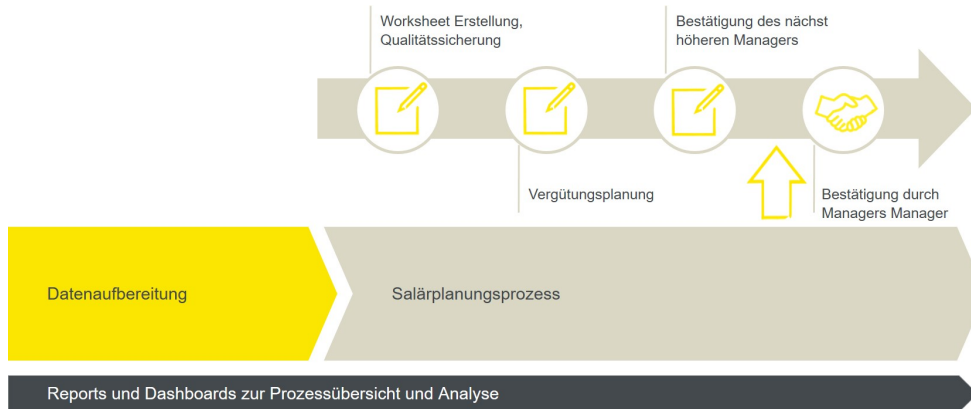 Worksheet Erstellung,
Qualitätssicherung
Bestätigung des nächst
höheren Managers
Vergütungsplanung
Bestätigung durch
Managers Manager
Datenaufbereitung
Salärplanungsprozess
Reports und Dashboards zur Prozessübersicht und Analyse